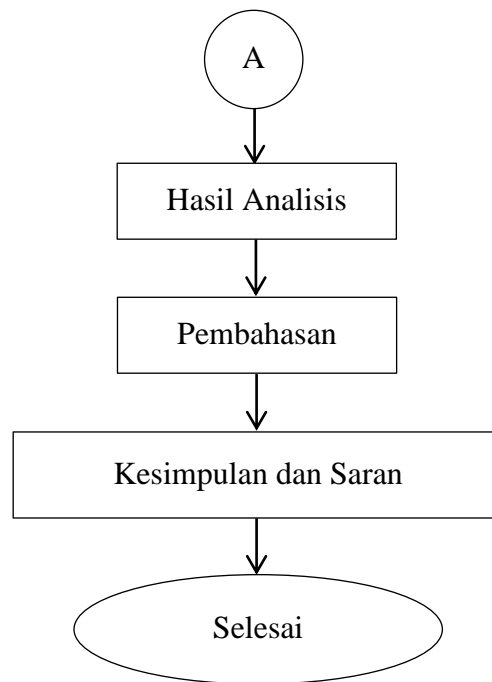 A
Hasil Analisis
Pembahasan
Kesimpulan dan Saran
Selesai